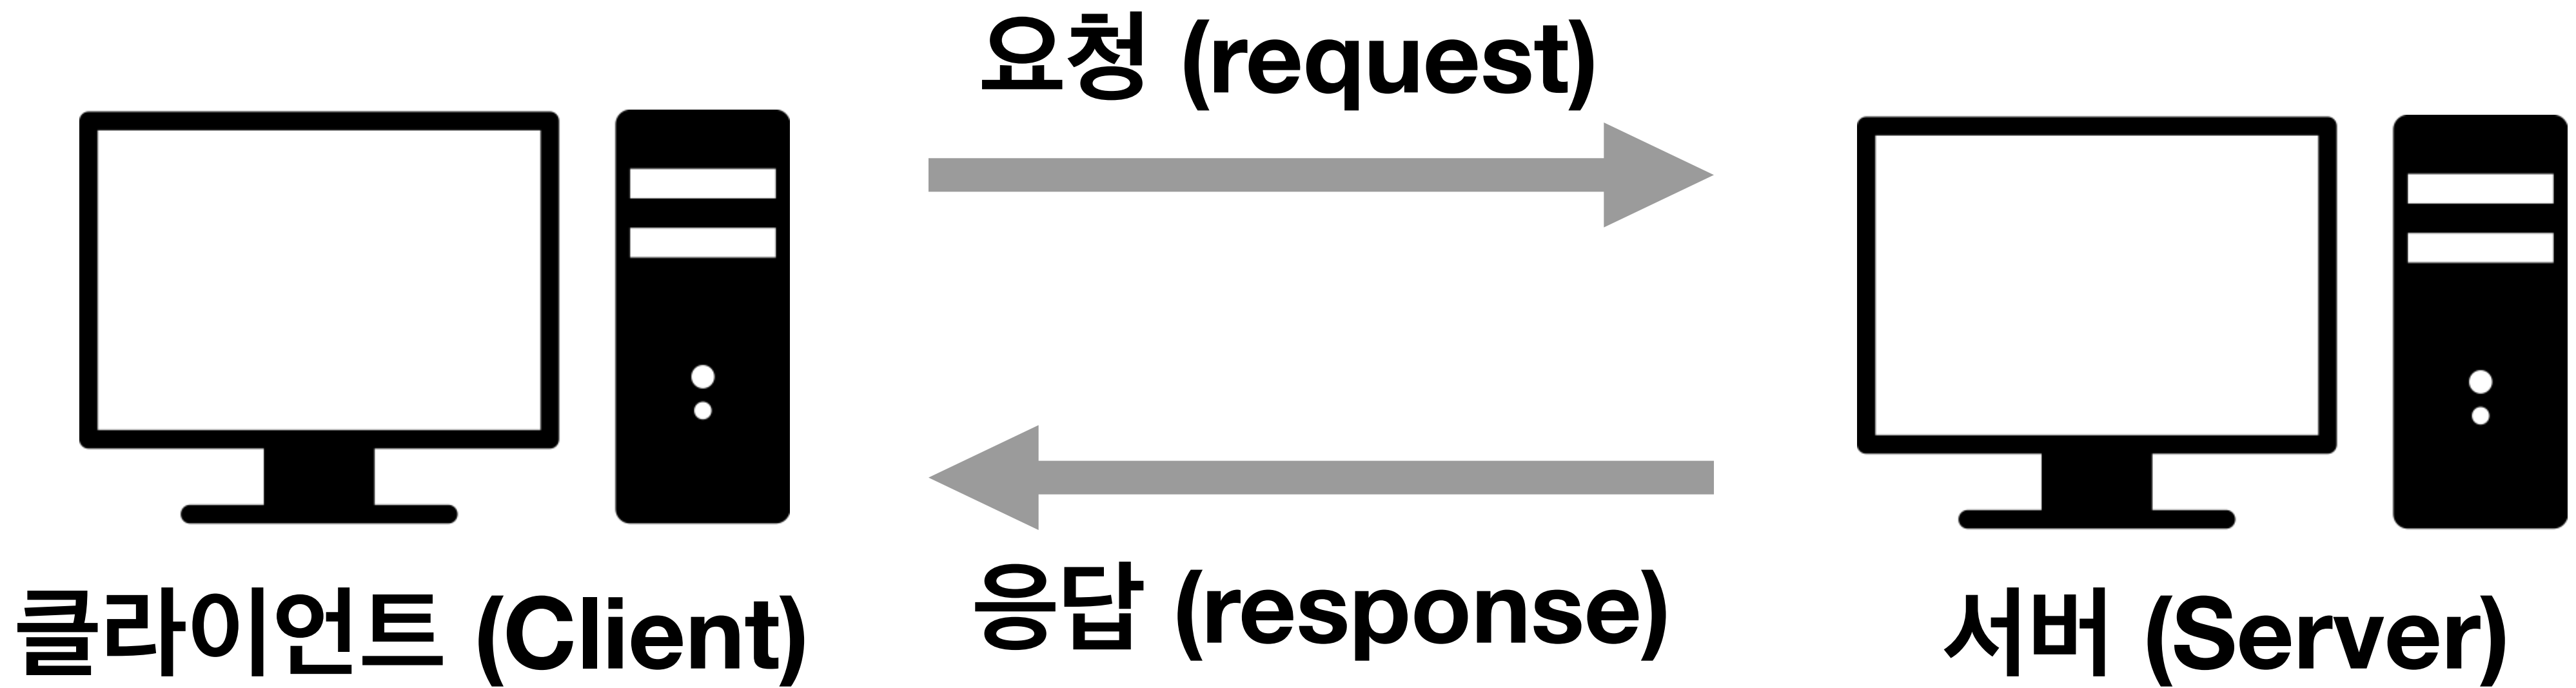 요청 (request)
클라이언트 (Client)
응답 (response)
서버 (Server)